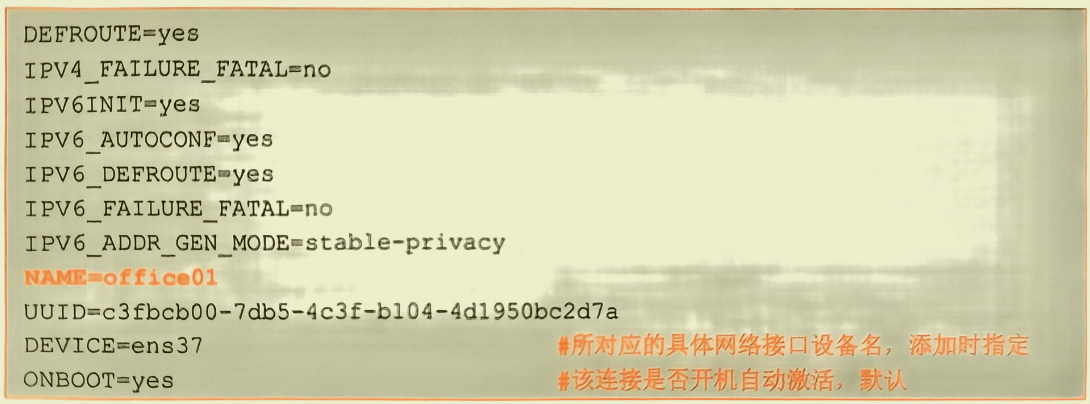 DEFROUTE=yes
IPV4_FAILURE_FATAL=no
IPV6INIT=yes
IPV6_AUTOCONF=yes
IPV6_DEFROUTE=yes
IPV6_FAILURE_FATAL=no
IPV6_ADDR_GEN_MODE=stable-privacy
NAME=office01
UUID=c3fbcb00-7db5-4c3f-b104-4d1950bc2d7a
DEVICE=ens37 #所对应的具体网络接口设备名，添加时指定
ONBOOT=yes #该连接是否开机自动激活，默认